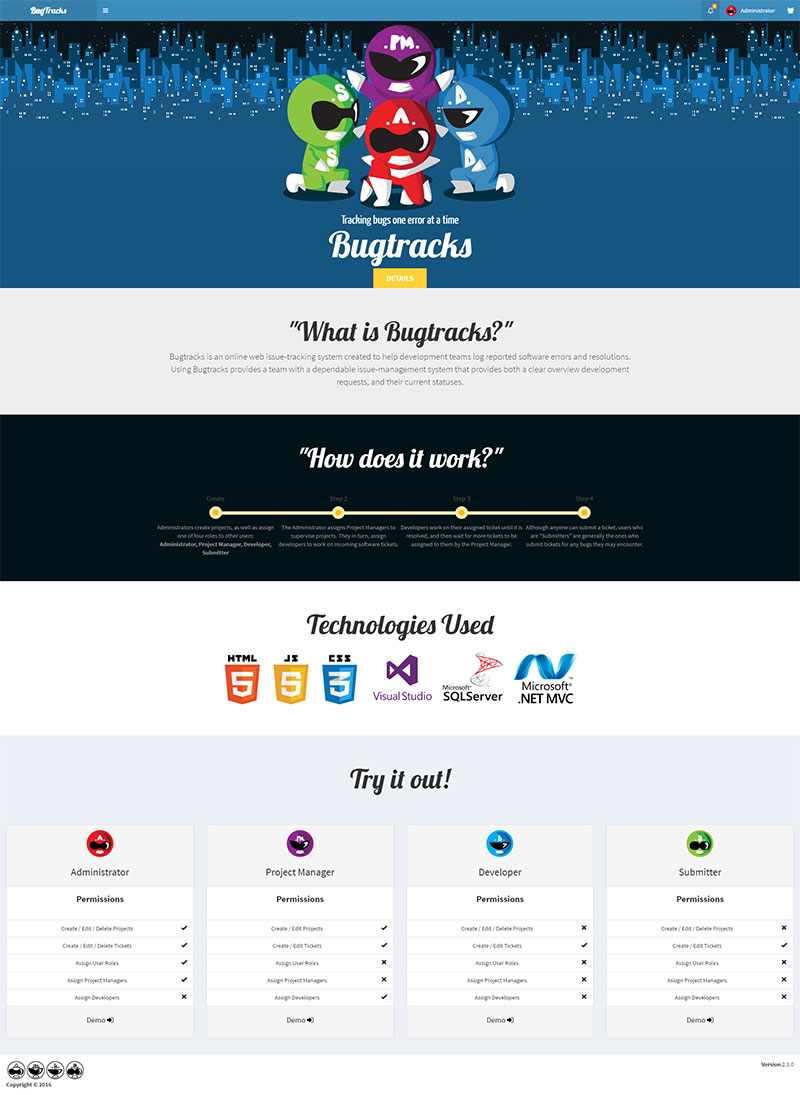 BugTracks
Administrator
.PM.
S
S
.A.
D
D
Tracking bugs one error at a time
Bugtracks
DETAILS
"What is Bugtracks?"
Bugtracks is an online web issue-tracking system created to help development teams log reported software errors and resolutions.
Using Bugtracks provides a team with a dependable issue-management system that provides both a clear overview development
requests, and their current statuses.
"How does it work?"
Create
Administrators create projects, as well as assign
one of four roles to other users:
Administrator, Project Manager, Developer,
Submitter
Step 2
The Administrator assigns Project Managers to
supervise projects. They in turn, assign
developers to work on incoming software tickets.
Step 3
Developers work on their assigned ticket until it is
resolved, and then wait for more tickets to be
assigned to them by the Project Manager.
Step 4
Although anyone can submit a ticket, users who
are "Submitters" are generally the ones who
submit tickets for any bugs they may encounter.
Technologies Used
HTML
5
JS
5
CSS
3
Visual Studio
Microsoft®
SQLServer
Microsoft®
.NET MVC
Try it out!
Administrator
Permissions
Create / Edit / Delete Projects
Create / Edit / Delete Tickets
Assign User Roles
Assign Project Managers
Assign Developers
Demo
Project Manager
Permissions
Create / Edit Projects
Create / Edit Tickets
Assign User Roles
Assign Project Managers
Assign Developers
Demo
Developer
Permissions
Create / Edit / Delete Projects
Create / Edit Tickets
Assign User Roles
Assign Project Managers
Assign Developers
Demo
Submitter
Permissions
Create / Edit / Delete Projects
Create / Edit Tickets
Assign User Roles
Assign Project Managers
Assign Developers
Demo
Copyright © 2016
Version 2.3.0